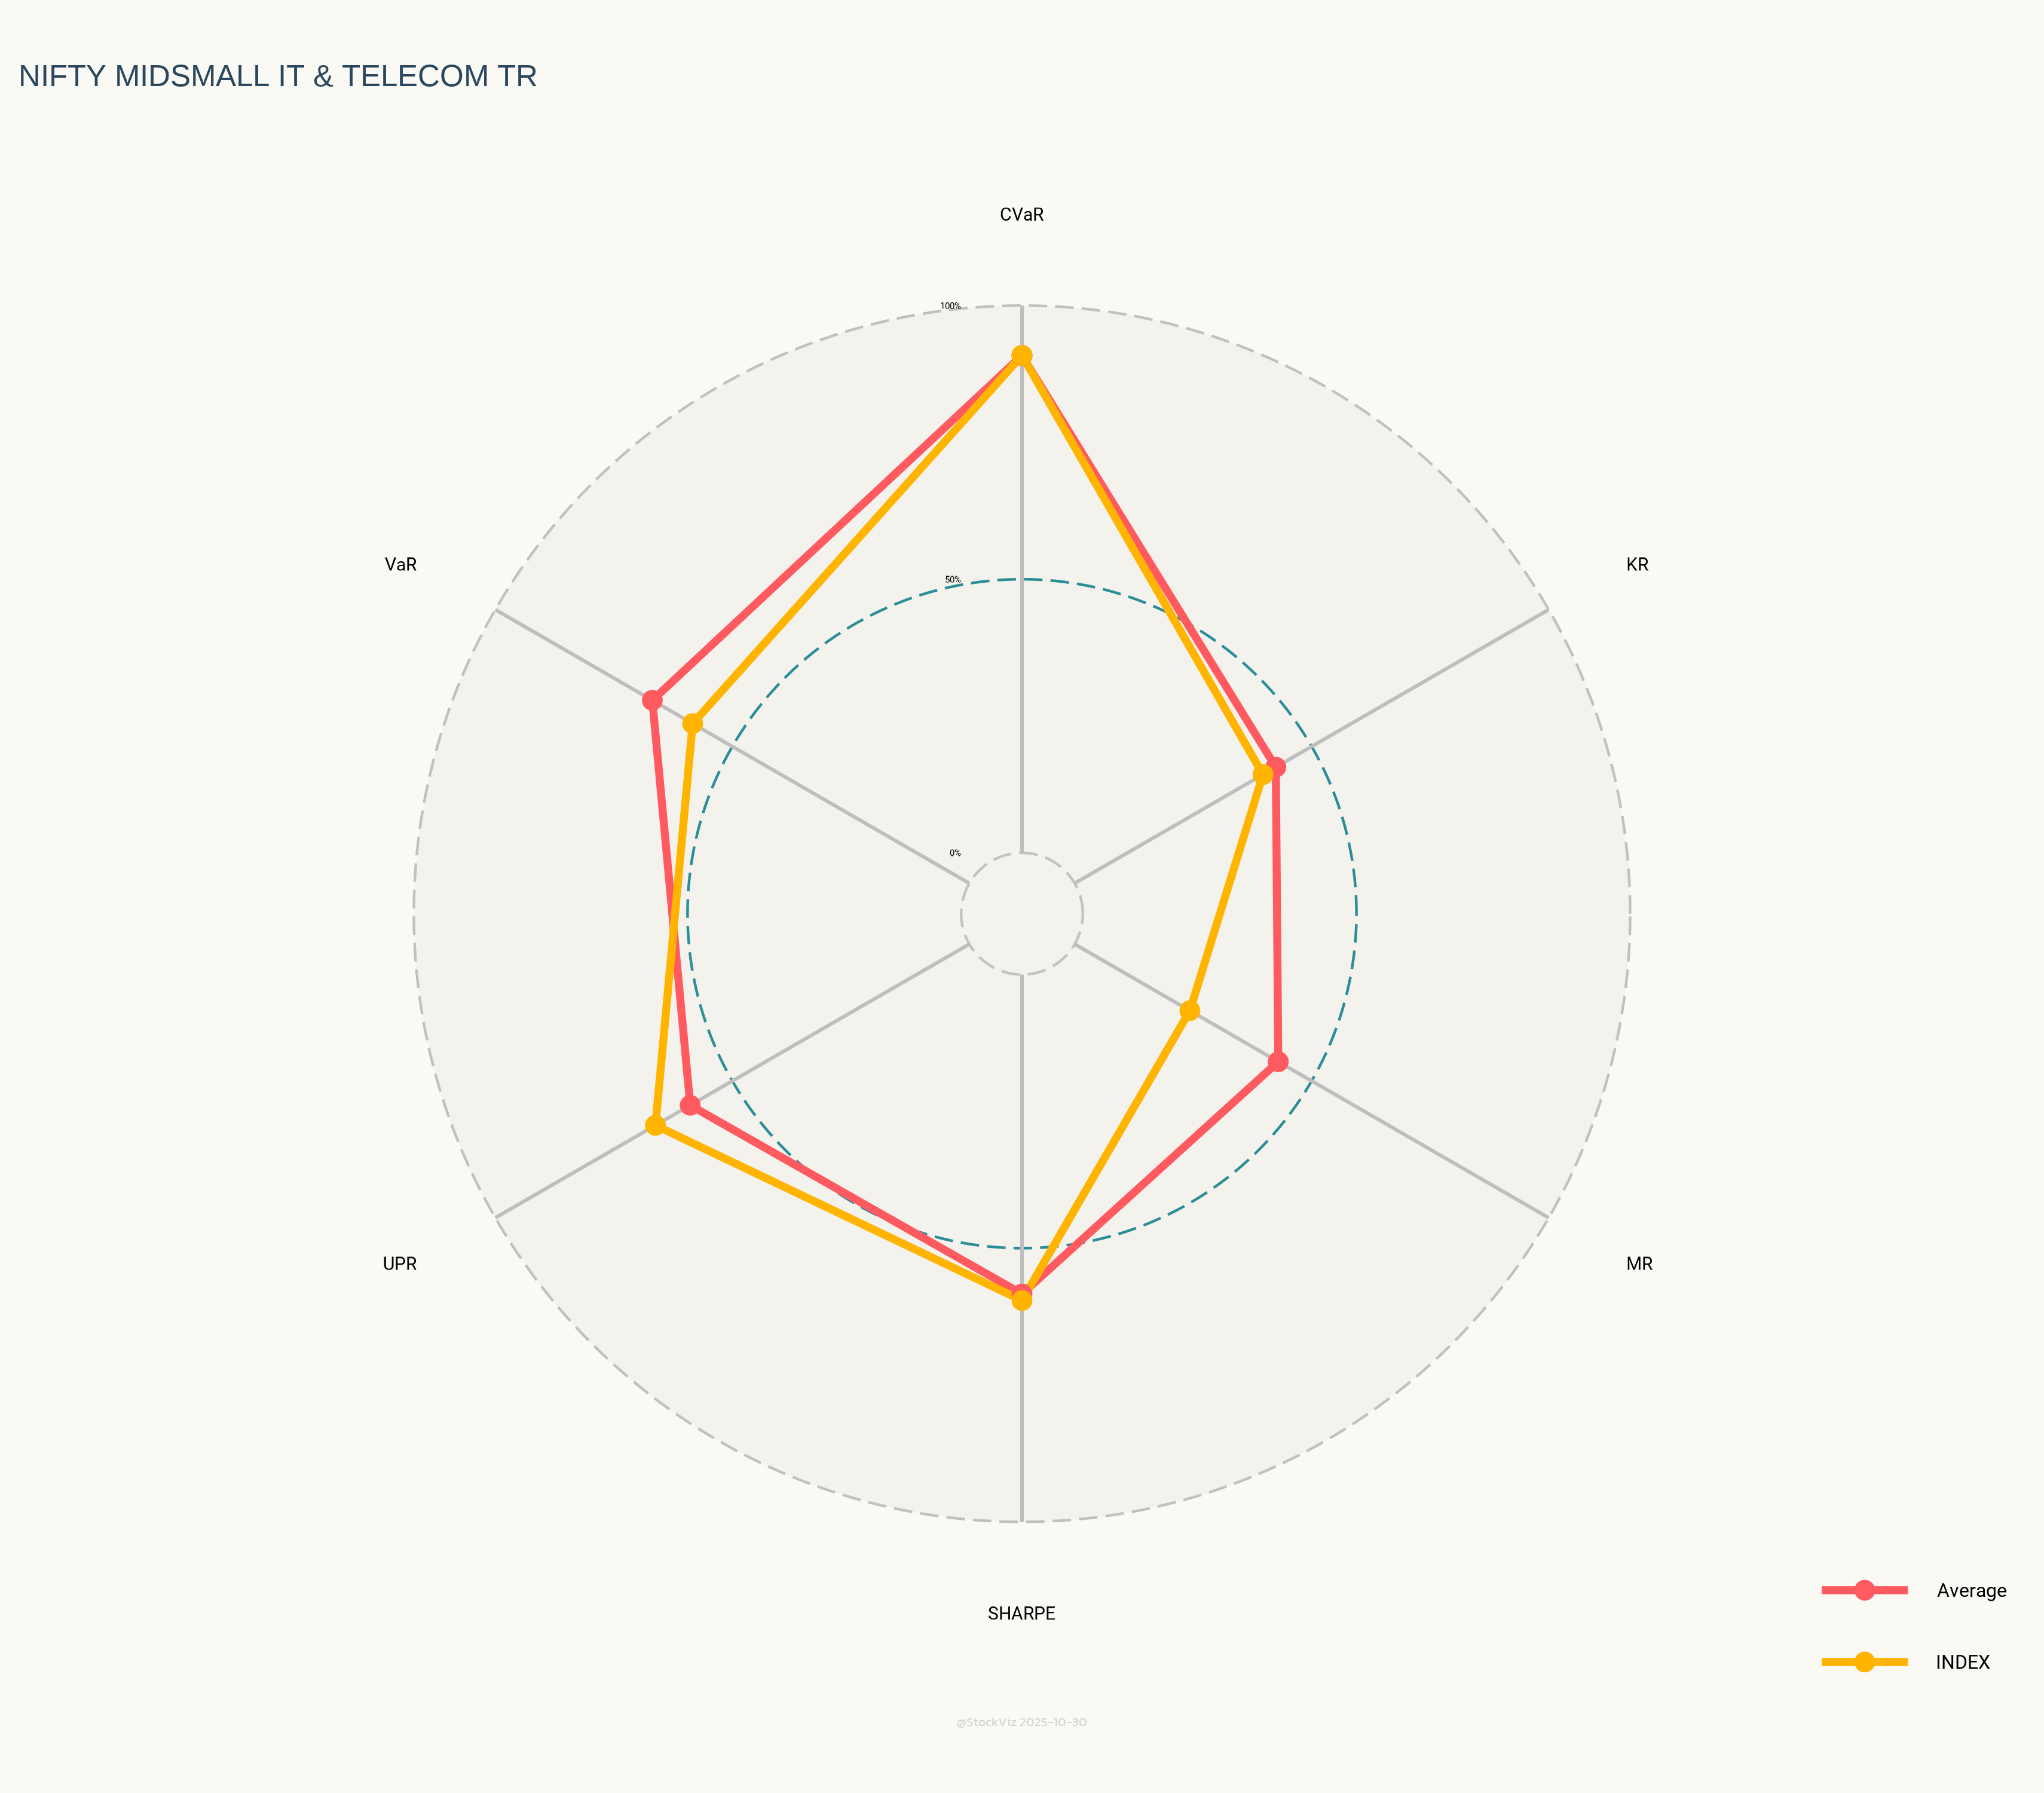 NIFTY MIDSMALL IT & TELECOM TR
CVaR
100%
VaR
KR
50%
0%
UPR
MR
SHARPE
Average
INDEX
@StockViz 2025-10-30